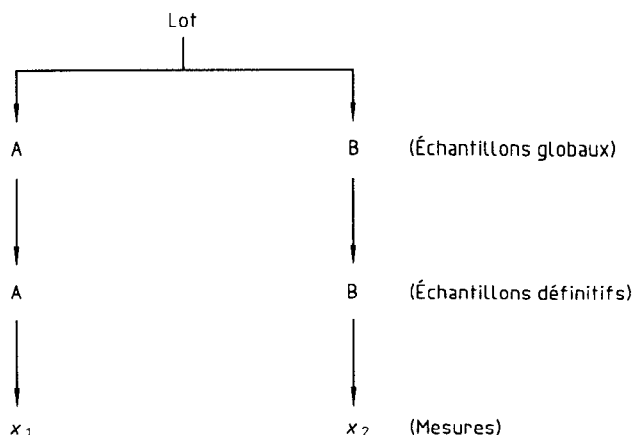 Lot
A B (Échantillons globaux)
A B (Échantillons définitifs)
x₁ x₂ (Mesures)